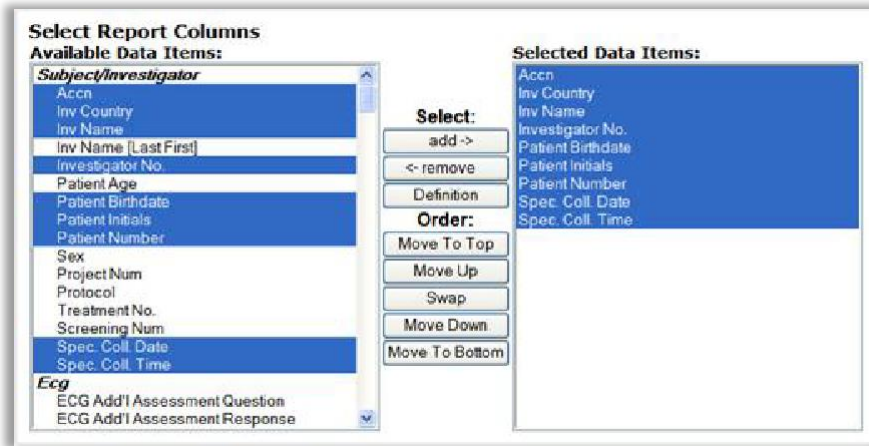 Select Report Columns
Available Data Items:
Subject/Investigator
Accn
Inv Country
Inv Name
Inv Name [Last First]
Investigator No.
Patient Age
Patient Birthdate
Patient Initials
Patient Number
Sex
Project Num
Protocol
Treatment No.
Screening Num
Spec. Coll. Date
Spec. Coll. Time
Ecg
ECG Add'l Assessment Question
ECG Add'l Assessment Response
Select:
add ->
<- remove
Definition
Order:
Move To Top
Move Up
Swap
Move Down
Move To Bottom
Selected Data Items:
Accn
Inv Country
Inv Name
Investigator No.
Patient Birthdate
Patient Initials
Patient Number
Spec. Coll. Date
Spec. Coll. Time